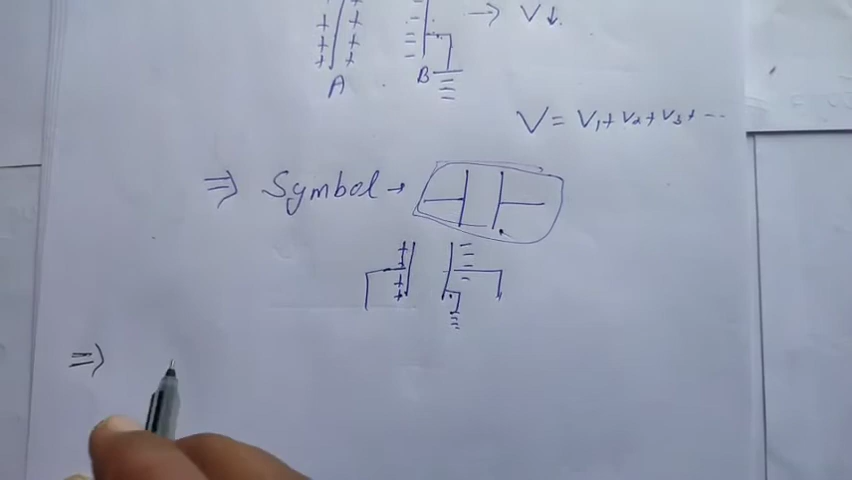 → V↓.
A B
V = V₁ + V₂ + V₃ + ...
⇒ Symbol →
⇒